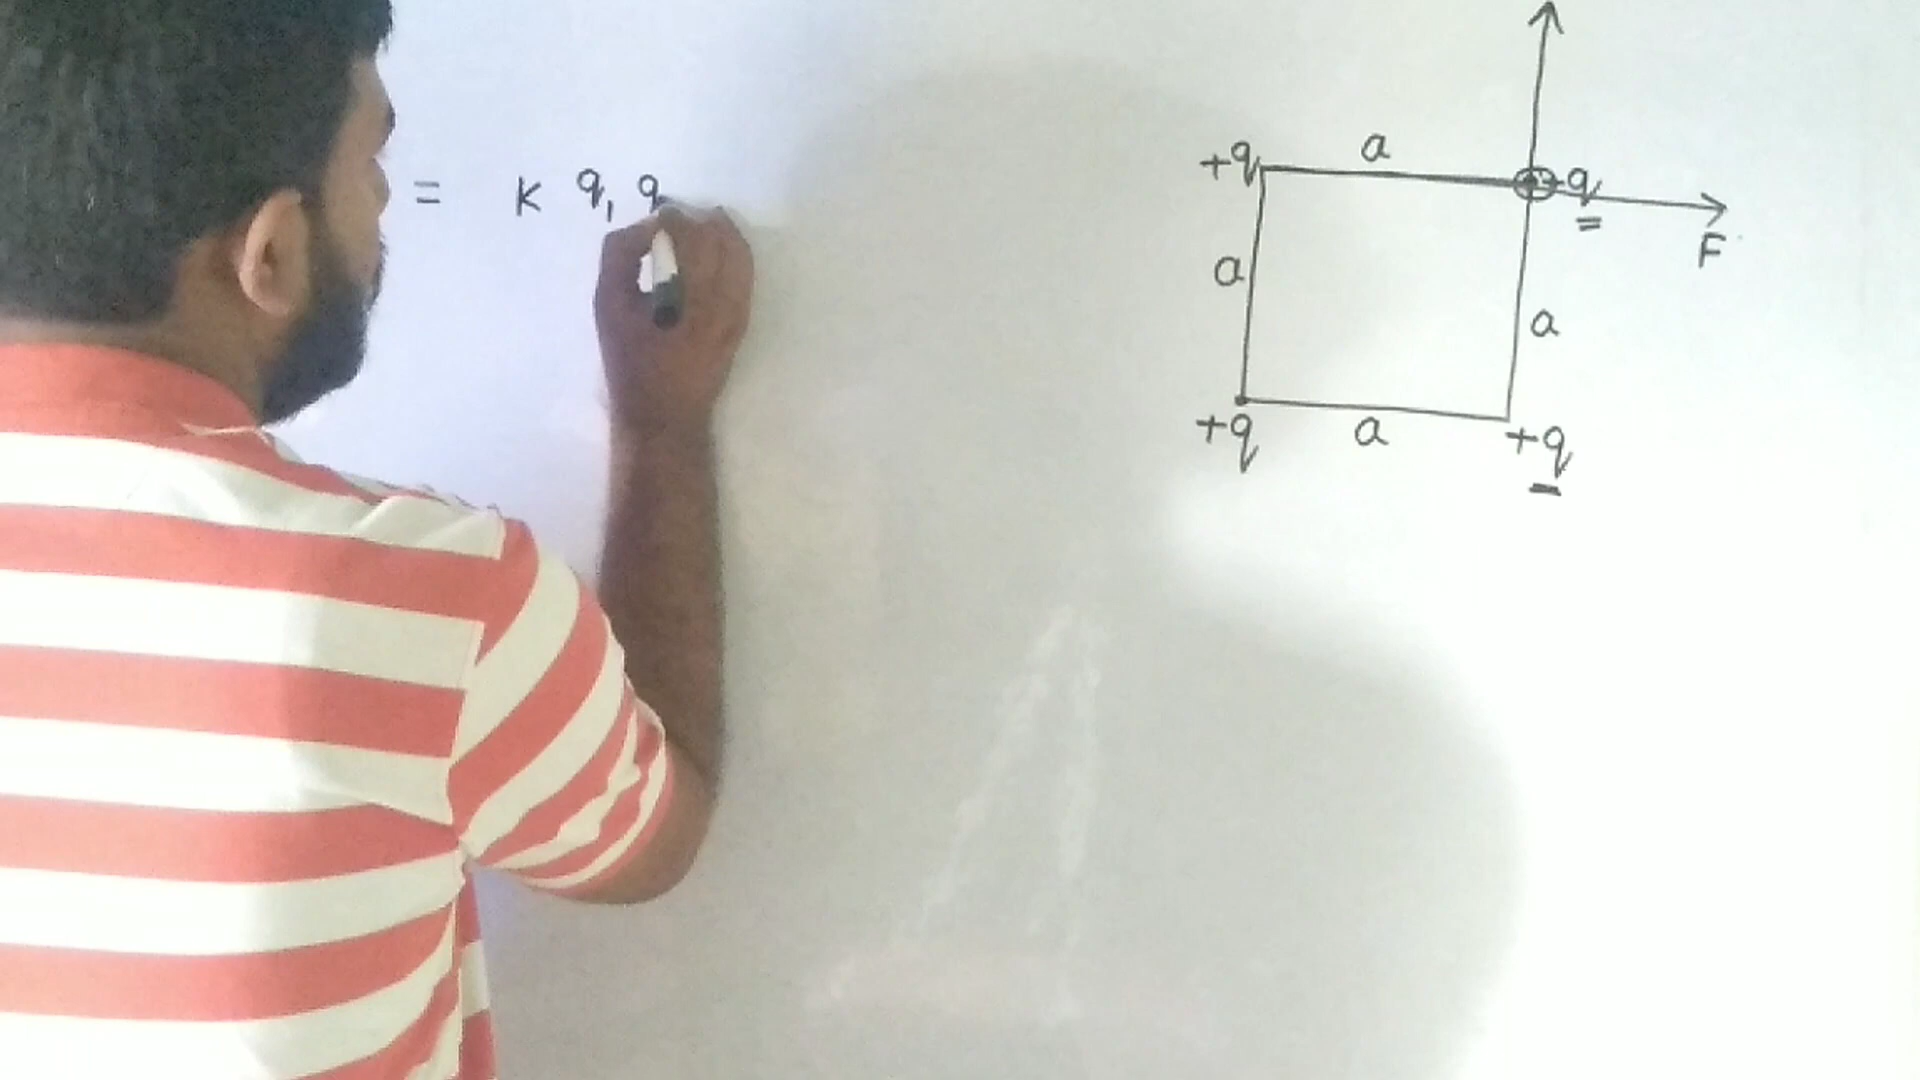 = K q₁ q
+q a +q
F
a
a
+q a +q